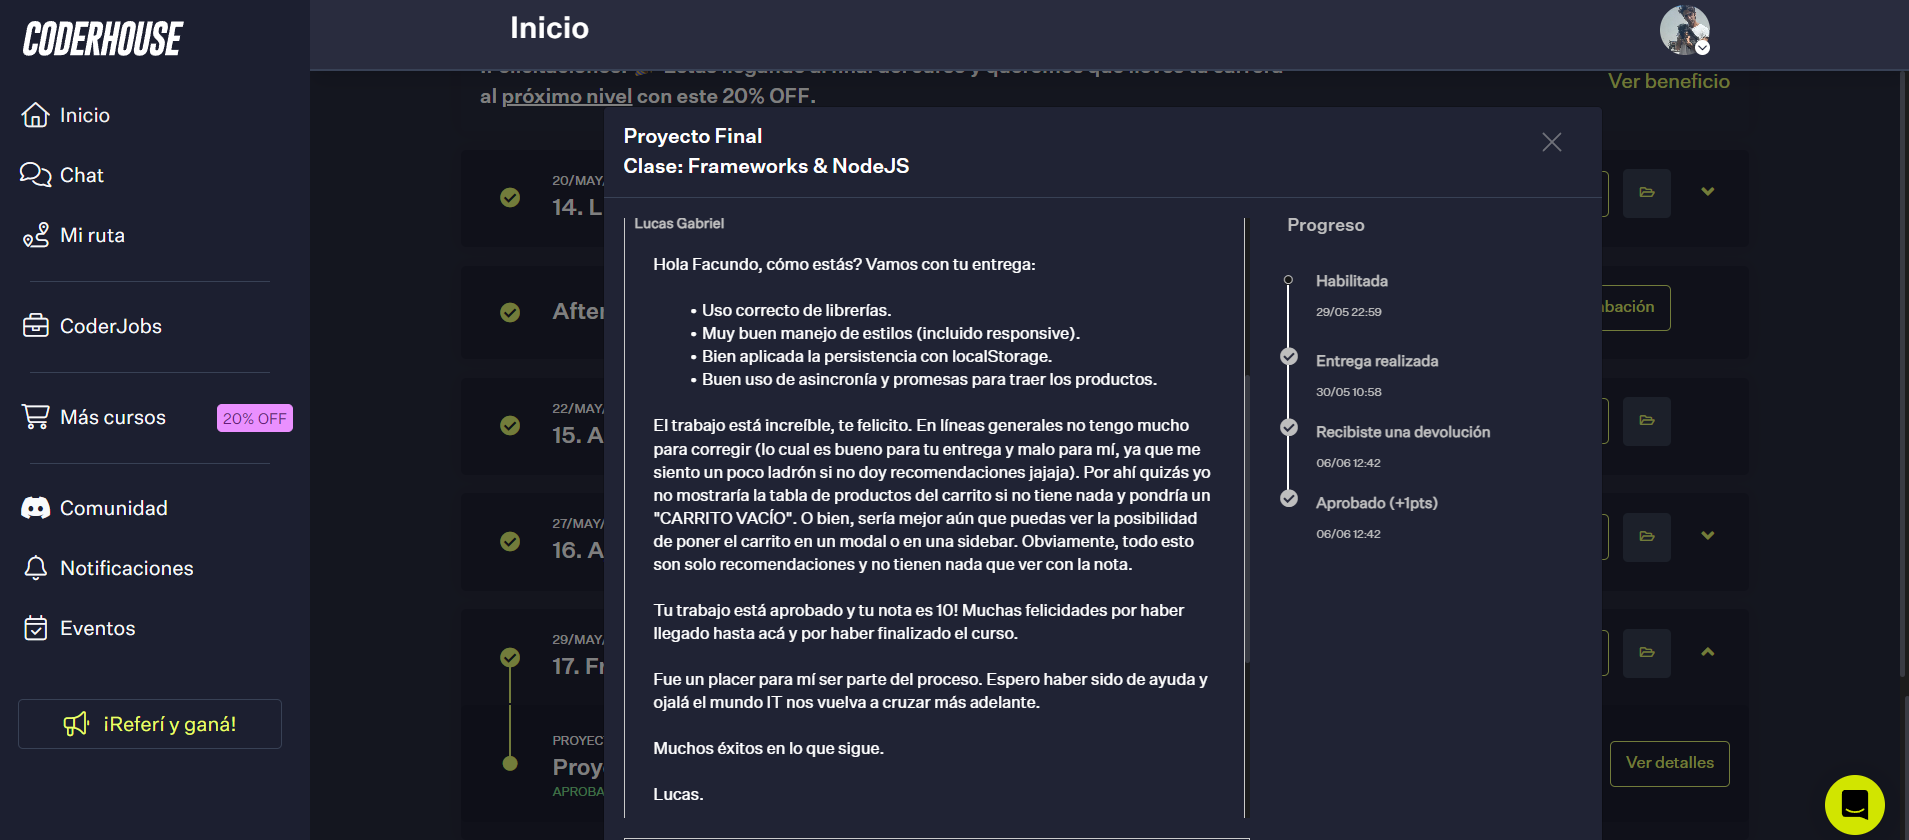 CODERHOUSE
Inicio
Chat
Mi ruta
CoderJobs
Más cursos
20% OFF
Comunidad
Notificaciones
Eventos
¡Referí y ganá!
Inicio
al próximo nivel con este 20% OFF.
Ver beneficio
20/MAY/
14. L
After
22/MAY/
15. A
27/MAY/
16. A
29/MAY/
17. Fr
PROYEC
Proy
APROBA
Proyecto Final
Clase: Frameworks & NodeJS
Lucas Gabriel
Hola Facundo, cómo estás? Vamos con tu entrega:
• Uso correcto de librerías.
• Muy buen manejo de estilos (incluido responsive).
• Bien aplicada la persistencia con localStorage.
• Buen uso de asincronía y promesas para traer los productos.
El trabajo está increíble, te felicito. En líneas generales no tengo mucho
para corregir (lo cual es bueno para tu entrega y malo para mí, ya que me
siento un poco ladrón si no doy recomendaciones jajaja). Por ahí quizás yo
no mostraría la tabla de productos del carrito si no tiene nada y pondría un
"CARRITO VACÍO". O bien, sería mejor aún que puedas ver la posibilidad
de poner el carrito en un modal o en una sidebar. Obviamente, todo esto
son solo recomendaciones y no tienen nada que ver con la nota.
Tu trabajo está aprobado y tu nota es 10! Muchas felicidades por haber
llegado hasta acá y por haber finalizado el curso.
Fue un placer para mí ser parte del proceso. Espero haber sido de ayuda y
ojalá el mundo IT nos vuelva a cruzar más adelante.
Muchos éxitos en lo que sigue.
Lucas.
Progreso
Habilitada
29/05 22:59
Entrega realizada
30/05 10:58
Recibiste una devolución
06/06 12:42
Aprobado (+1pts)
06/06 12:42
bación
Ver detalles